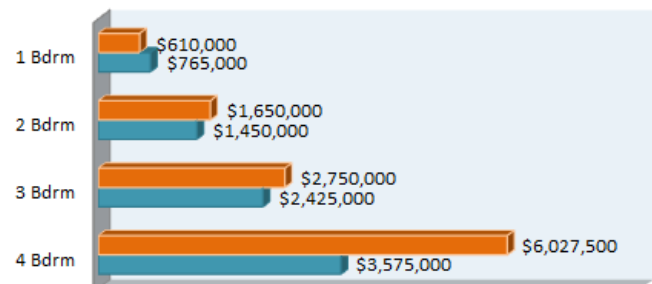 1 Bdrm
$610,000
$765,000
2 Bdrm
$1,650,000
$1,450,000
3 Bdrm
$2,750,000
$2,425,000
4 Bdrm
$6,027,500
$3,575,000